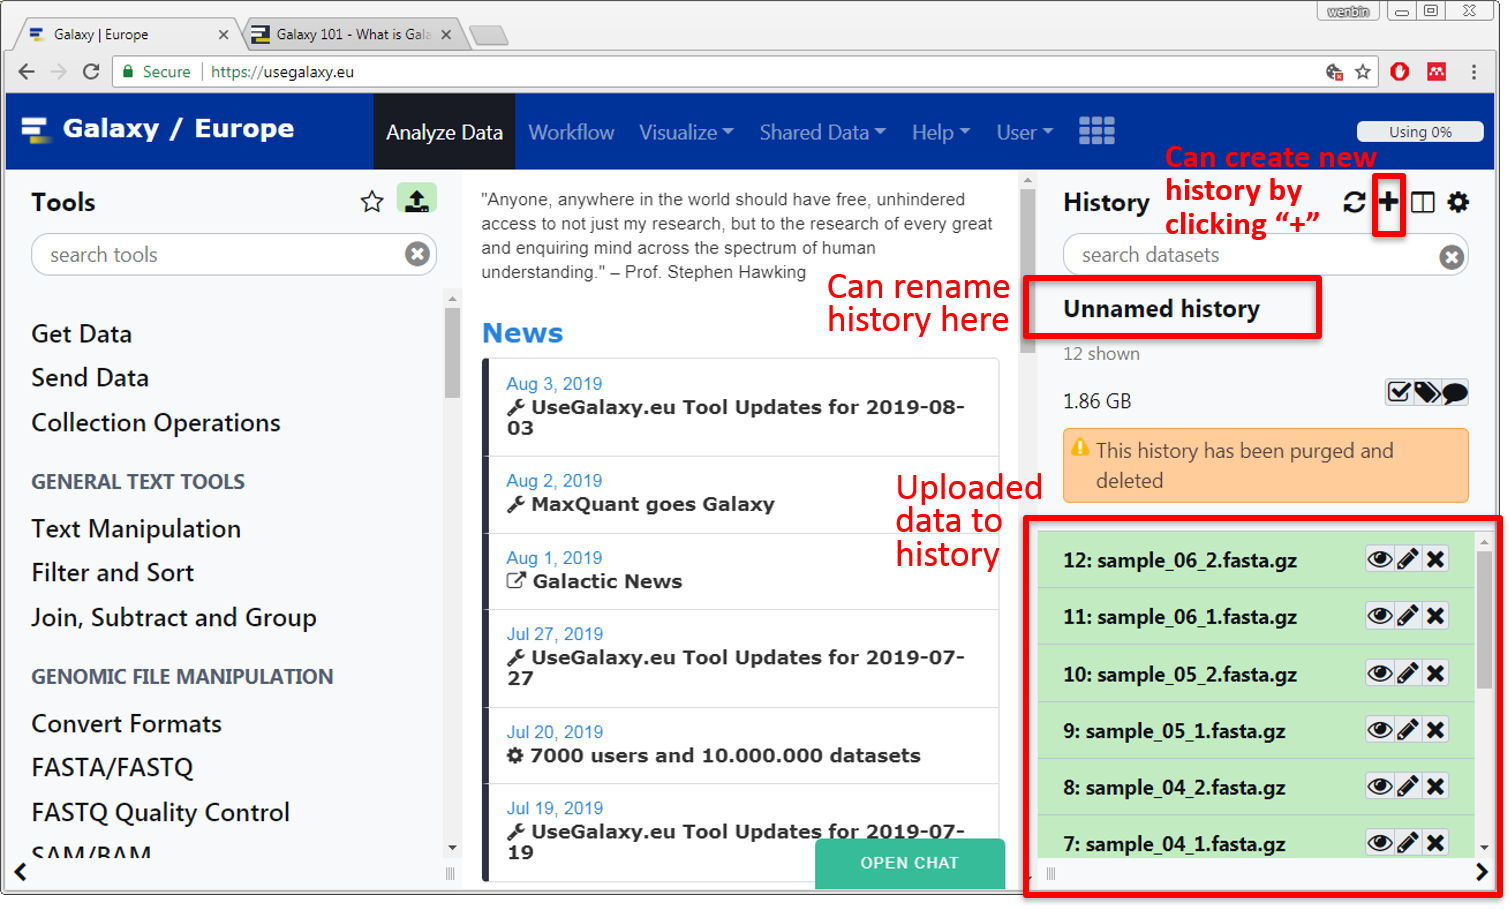 wenbin
Galaxy | Europe
Galaxy 101 - What is Gala
Secure
https://usegalaxy.eu
Galaxy / Europe
Analyze Data
Workflow
Visualize
Shared Data
Help
User
Using 0%
Tools
search tools
Get Data
Send Data
Collection Operations
GENERAL TEXT TOOLS
Text Manipulation
Filter and Sort
Join, Subtract and Group
GENOMIC FILE MANIPULATION
Convert Formats
FASTA/FASTQ
FASTQ Quality Control
SAM/BAM
"Anyone, anywhere in the world should have free, unhindered
access to not just my research, but to the research of every great
and enquiring mind across the spectrum of human
understanding." – Prof. Stephen Hawking
News
Aug 3, 2019
UseGalaxy.eu Tool Updates for 2019-08-
03
Aug 2, 2019
MaxQuant goes Galaxy
Aug 1, 2019
Galactic News
Jul 27, 2019
UseGalaxy.eu Tool Updates for 2019-07-
27
Jul 20, 2019
7000 users and 10.000.000 datasets
Jul 19, 2019
UseGalaxy.eu Tool Updates for 2019-07-
19
OPEN CHAT
Can create new
history by
clicking “+”
Can rename
history here
Uploaded
data to
history
History
search datasets
Unnamed history
12 shown
1.86 GB
This history has been purged and
deleted
12: sample_06_2.fasta.gz
11: sample_06_1.fasta.gz
10: sample_05_2.fasta.gz
9: sample_05_1.fasta.gz
8: sample_04_2.fasta.gz
7: sample_04_1.fasta.gz